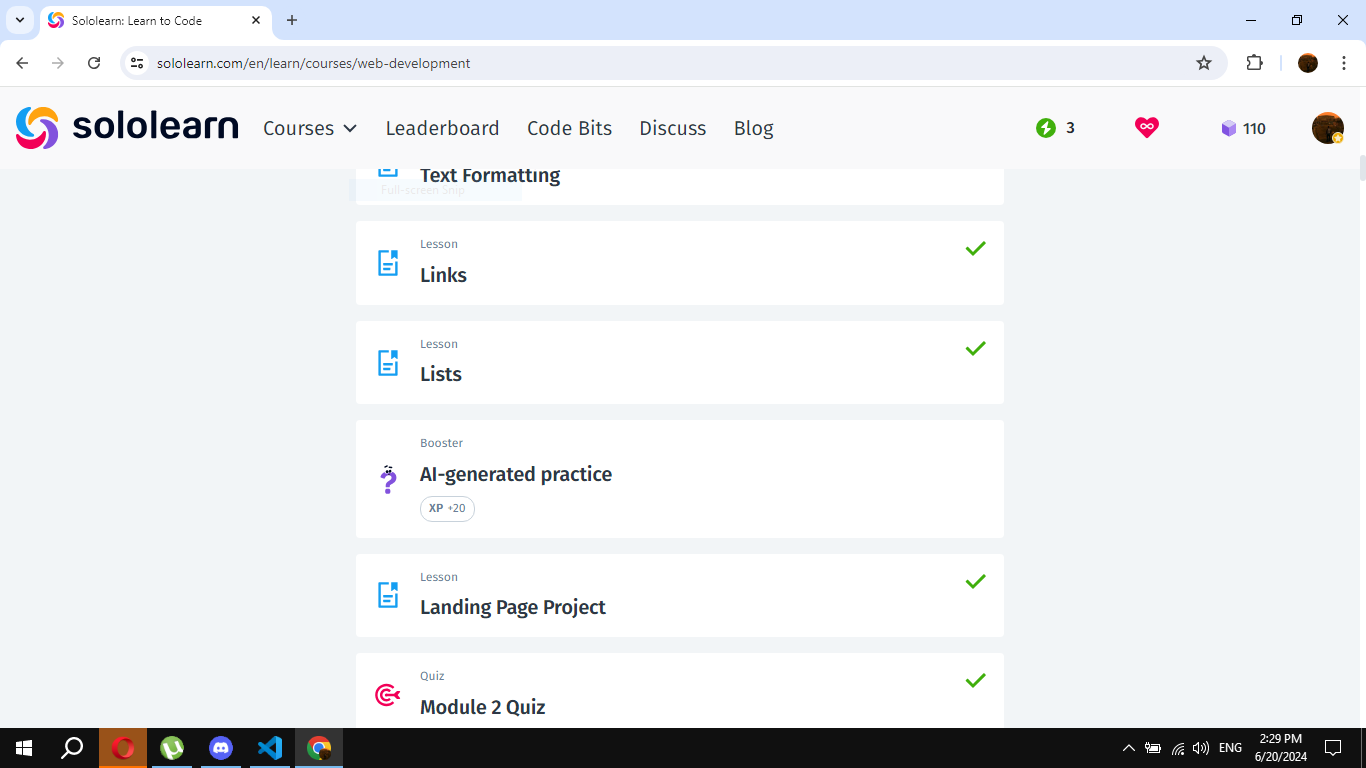 Sololearn: Learn to Code
sololearn.com/en/learn/courses/web-development
sololearn Courses Leaderboard Code Bits Discuss Blog 3 110
Text Formatting
Full-screen Snip
Lesson
Links
Lesson
Lists
Booster
AI-generated practice
XP +20
Lesson
Landing Page Project
Quiz
Module 2 Quiz
ENG
2:29 PM
6/20/2024